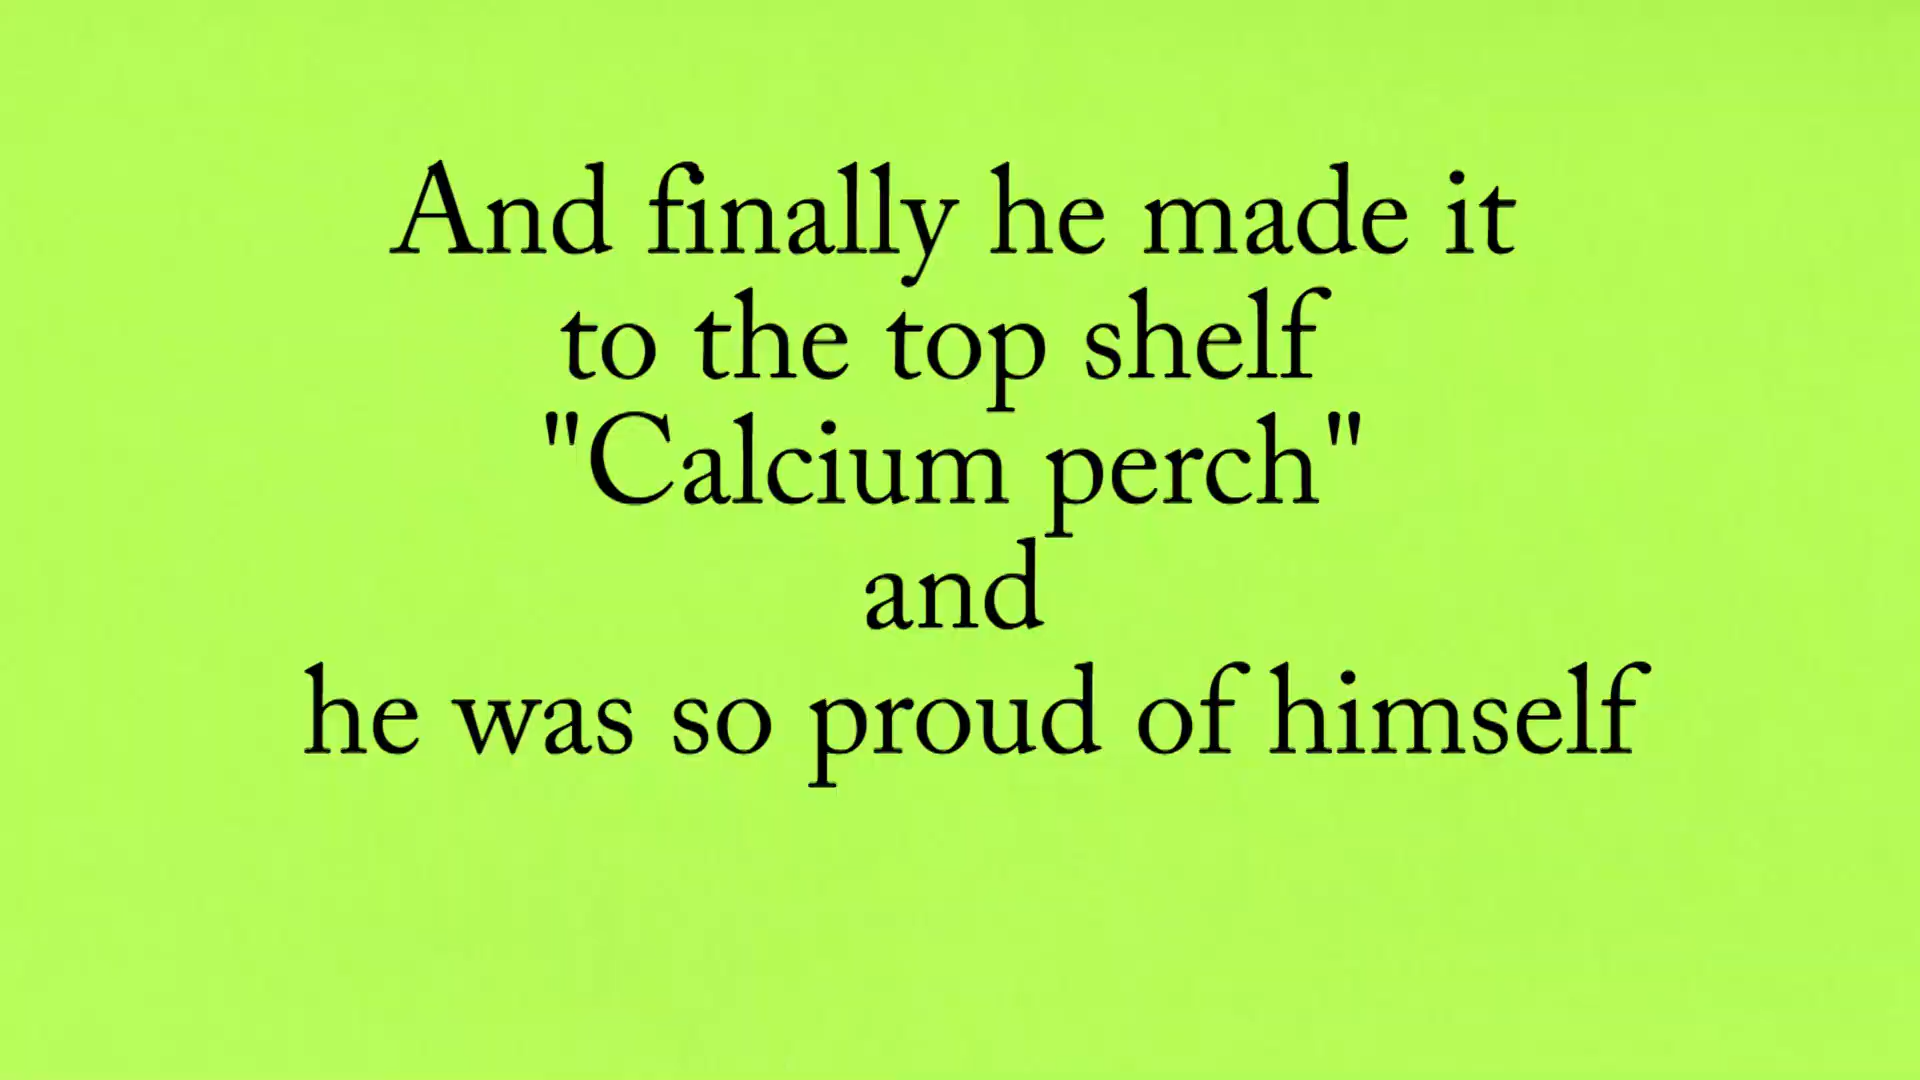 And finally he made it
to the top shelf
"Calcium perch"
and
he was so proud of himself